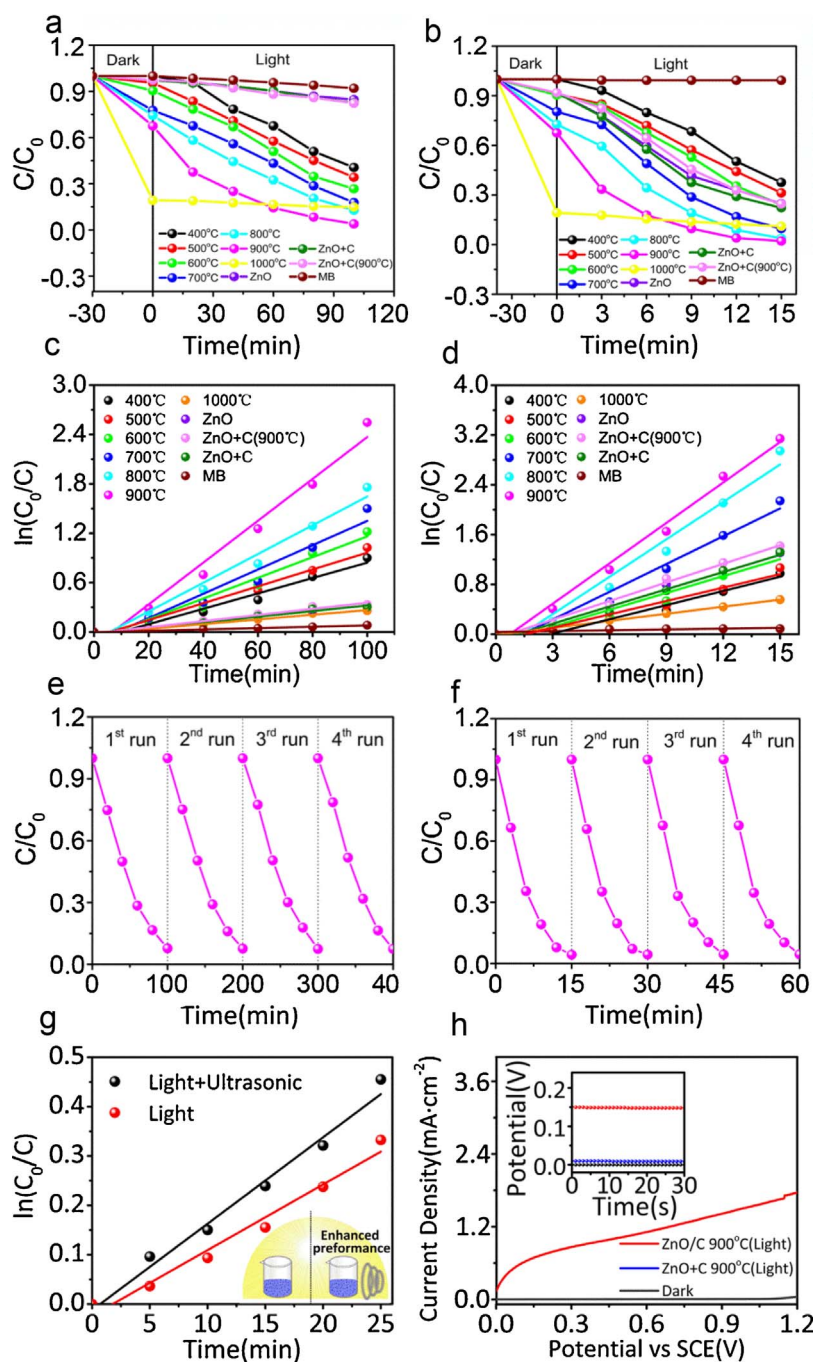 a
Dark Light
C/C0
1.2
0.9
0.6
0.3
0.0
-0.3
400°C 800°C
500°C 900°C ZnO+C
600°C 1000°C ZnO+C(900°C)
700°C ZnO MB
-30 0 30 60 90 120
Time(min)
b
Dark Light
C/C0
1.2
0.9
0.6
0.3
0.0
-0.3
400°C 800°C
500°C 900°C ZnO+C
600°C 1000°C ZnO+C(900°C)
700°C ZnO MB
-30 0 3 6 9 12 15
Time(min)
c
ln(C0/C)
3.0
2.4
1.8
1.2
0.6
0.0
400℃ 1000℃
500℃ ZnO
600℃ ZnO+C(900℃)
700℃ ZnO+C
800℃ MB
900℃
0 20 40 60 80 100
Time(min)
d
ln(C0/C)
4.0
3.2
2.4
1.6
0.8
0.0
400℃ 1000℃
500℃ ZnO
600℃ ZnO+C(900℃)
700℃ ZnO+C
800℃ MB
900℃
0 3 6 9 12 15
Time(min)
e
1st run 2nd run 3rd run 4th run
C/C0
1.2
0.9
0.6
0.3
0.0
0 100 200 300 40
Time(min)
f
1st run 2nd run 3rd run 4th run
C/C0
1.2
0.9
0.6
0.3
0.0
0 15 30 45 60
Time(min)
g
ln(C0/C)
0.5
0.4
0.3
0.2
0.1
0.0
Light+Ultrasonic
Light
Enhanced
preformance
0 5 10 15 20 25
Time(min)
h
Current Density(mA·cm-2)
3.6
2.4
1.2
0.0
Potential(V)
0.2
0.1
0.0
0 10 20 30
Time(s)
ZnO/C 900°C(Light)
ZnO+C 900°C(Light)
Dark
0.0 0.3 0.6 0.9 1.2
Potential vs SCE(V)